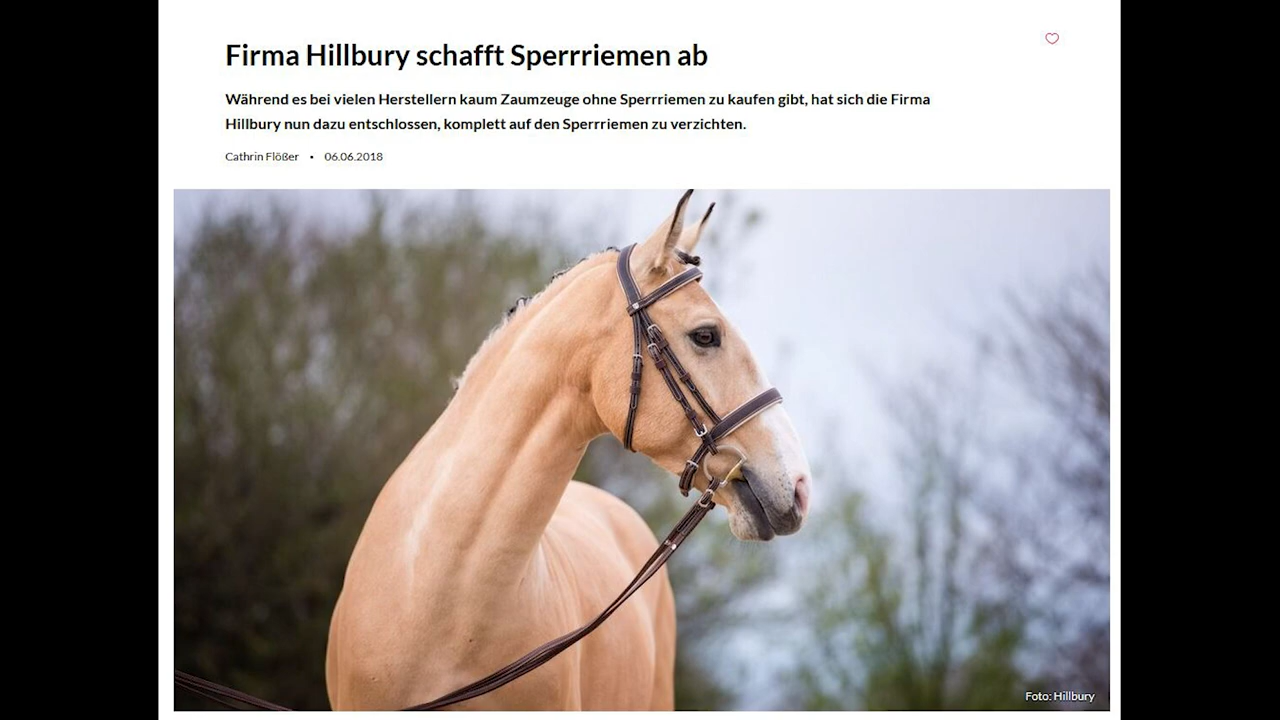 Firma Hillbury schafft Sperrriemen ab
Während es bei vielen Herstellern kaum Zaumzeuge ohne Sperrriemen zu kaufen gibt, hat sich die Firma
Hillbury nun dazu entschlossen, komplett auf den Sperrriemen zu verzichten.
Cathrin Flößer • 06.06.2018
Foto: Hillbury